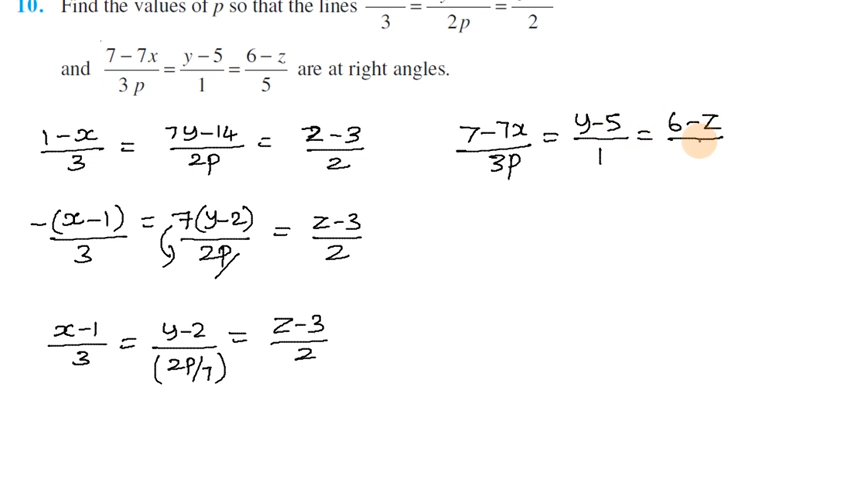 10. Find the values of p so that the lines —/3 = —/2p = —/2
and (7 – 7x)/(3p) = (y – 5)/1 = (6 – z)/5 are at right angles.
(1-x)/3 = (7y-14)/2p = (z-3)/2
(7-7x)/3p = (y-5)/1 = (6-z)/
-(x-1)/3 = 7(y-2)/2p = (z-3)/2
(x-1)/3 = (y-2)/(2p/7) = (z-3)/2